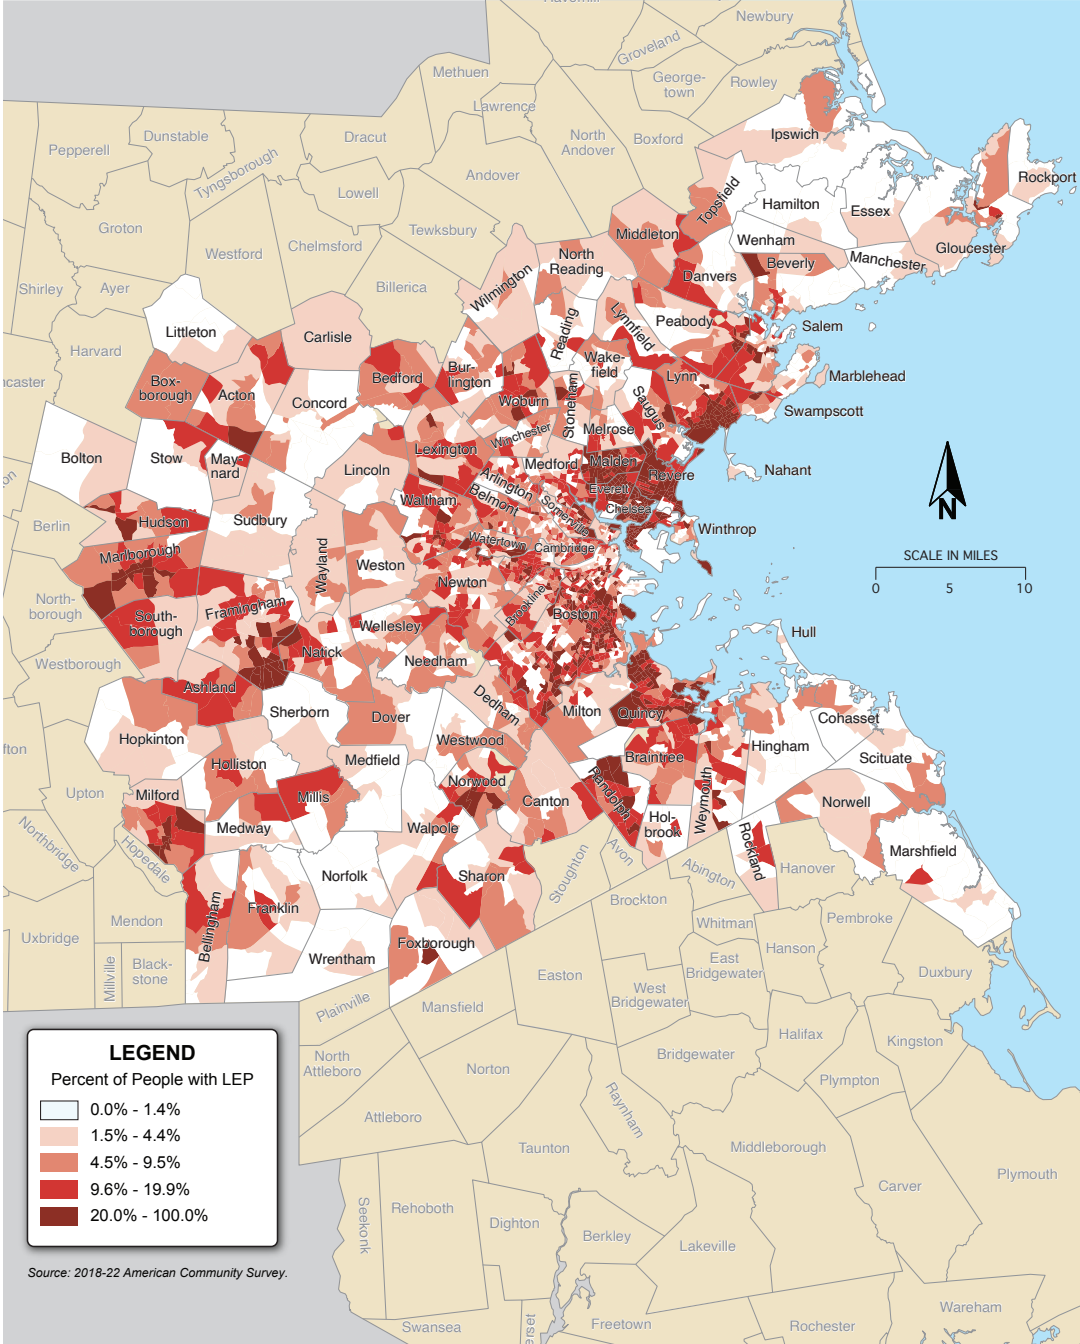 Newbury
Groveland
Methuen
George-
town
Rowley
Lawrence
Dunstable
Dracut
North
Andover
Boxford
Ipswich
Pepperell
Tyngsborough
Andover
Lowell
Topsfield
Rockport
Hamilton
Essex
Groton
Tewksbury
Middleton
Wenham
Westford
Chelmsford
North
Reading
Gloucester
Beverly
Manchester
Danvers
Shirley
Ayer
Billerica
Wilmington
Littleton
Carlisle
Reading
Lynnfield
Peabody
Salem
Harvard
Wake-
field
Bur-
lington
Bedford
Lynn
Marblehead
Box-
borough
Acton
Concord
Woburn
Stoneham
Saugus
Swampscott
Winchester
Melrose
Lexington
Bolton
Stow
May-
nard
Lincoln
Medford
Malden
Nahant
Revere
Arlington
Everett
Waltham
Belmont
Somerville
Chelsea
Berlin
Hudson
Sudbury
Winthrop
Watertown
Cambridge
Marlborough
Wayland
Weston
Newton
North-
borough
Framingham
Brookline
Boston
South-
borough
Wellesley
Hull
Natick
Needham
Westborough
Ashland
Dedham
Sherborn
Dover
Milton
Quincy
Cohasset
Hopkinton
Westwood
Hingham
Scituate
Medfield
Braintree
Holliston
Norwood
Randolph
Weymouth
Upton
Milford
Millis
Canton
Norwell
Medway
Walpole
Hol-
brook
Rockland
Northbridge
Hopedale
Avon
Marshfield
Stoughton
Abington
Hanover
Norfolk
Sharon
Franklin
Brockton
Bellingham
Mendon
Whitman
Pembroke
Uxbridge
Foxborough
Hanson
Wrentham
East
Bridgewater
Millville
Black-
stone
Easton
Duxbury
West
Bridgewater
Plainville
Mansfield
Halifax
Kingston
North
Attleboro
Norton
Bridgewater
Plympton
Raynham
Attleboro
Taunton
Middleborough
Plymouth
Carver
Seekonk
Rehoboth
Dighton
Berkley
Lakeville
Wareham
Swansea
Freetown
Rochester
N
SCALE IN MILES
0 5 10
LEGEND
Percent of People with LEP
0.0% - 1.4%
1.5% - 4.4%
4.5% - 9.5%
9.6% - 19.9%
20.0% - 100.0%
Source: 2018-22 American Community Survey.